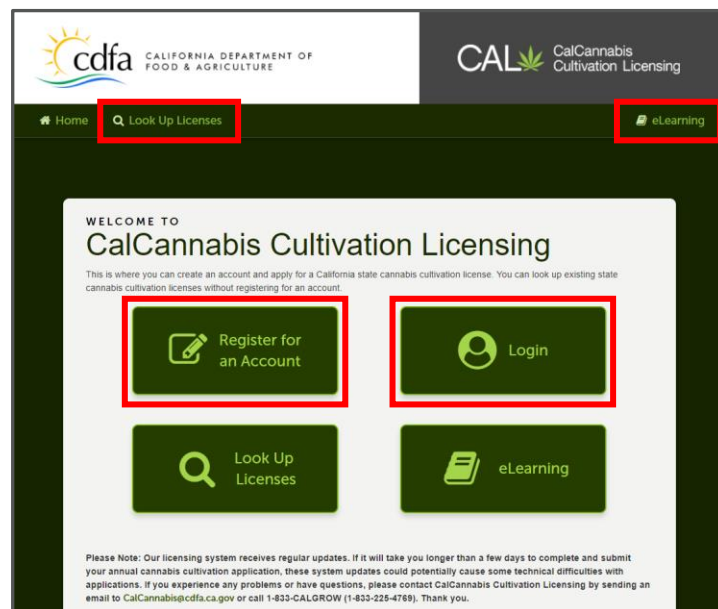 cdfa CALIFORNIA DEPARTMENT OF
FOOD & AGRICULTURE
CAL CalCannabis
Cultivation Licensing
Home Look Up Licenses eLearning
WELCOME TO
CalCannabis Cultivation Licensing
This is where you can create an account and apply for a California state cannabis cultivation license. You can look up existing state
cannabis cultivation licenses without registering for an account.
Register for
an Account
Login
Look Up
Licenses
eLearning
Please Note: Our licensing system receives regular updates. If it will take you longer than a few days to complete and submit
your annual cannabis cultivation application, these system updates could potentially cause some technical difficulties with
applications. If you experience any problems or have questions, please contact CalCannabis Cultivation Licensing by sending an
email to CalCannabis@cdfa.ca.gov or call 1-833-CALGROW (1-833-225-4769). Thank you.